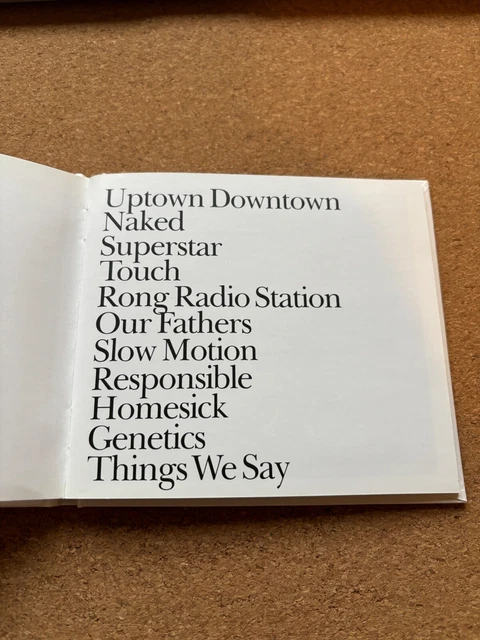 Uptown Downtown
Naked
Superstar
Touch
Rong Radio Station
Our Fathers
Slow Motion
Responsible
Homesick
Genetics
Things We Say